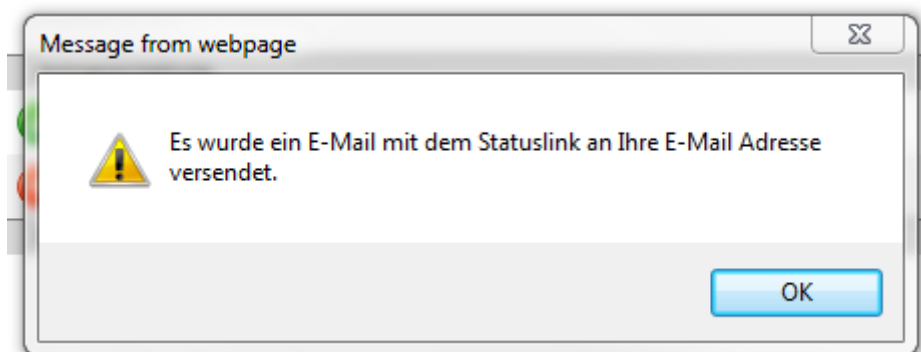 Message from webpage
Es wurde ein E-Mail mit dem Statuslink an Ihre E-Mail Adresse
versendet.
OK